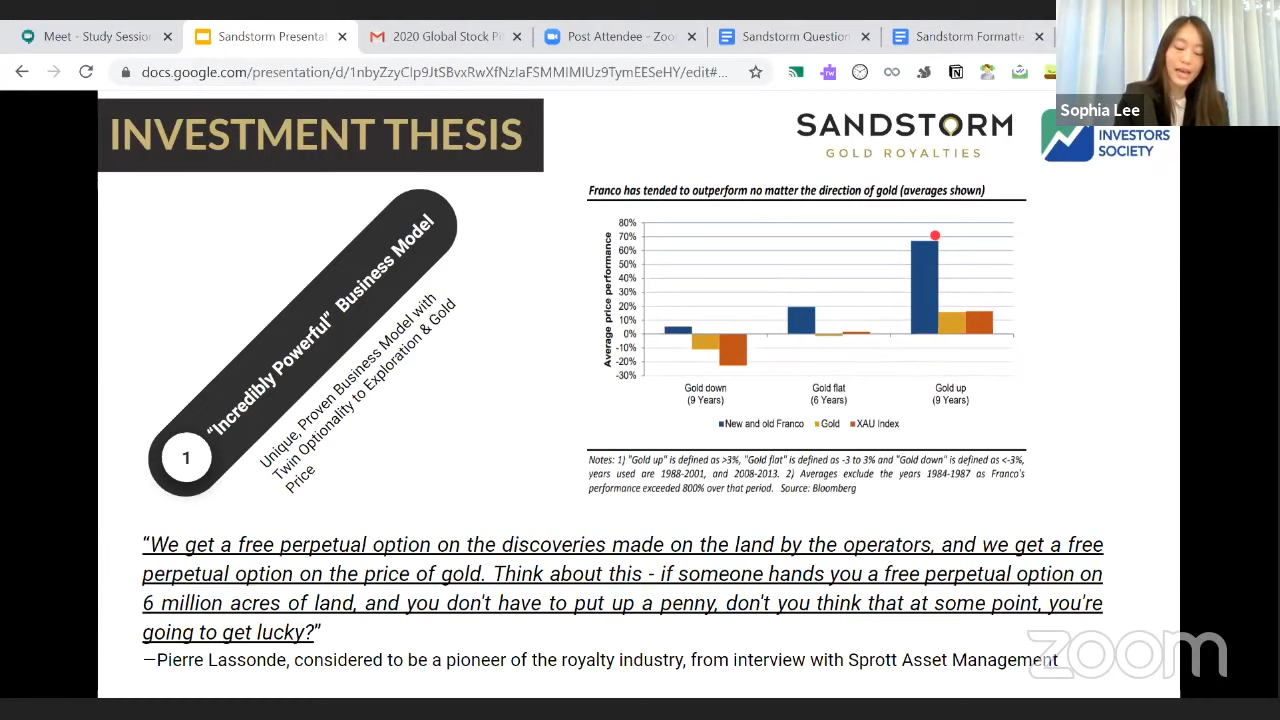 Meet - Study Sessio
Sandstorm Presentat
2020 Global Stock P
Post Attendee - Zoo
Sandstorm Question
Sandstorm Formatte
Sophia Lee
INVESTMENT THESIS
SANDSTORM
GOLD ROYALTIES
INVESTORS
SOCIETY
1
“Incredibly Powerful” Business Model
Unique, Proven Business Model with
Twin Optionality to Exploration & Gold
Price
Franco has tended to outperform no matter the direction of gold (averages shown)
Average price performance
80%
70%
60%
50%
40%
30%
20%
10%
0%
-10%
-20%
-30%
Gold down
(9 Years)
Gold flat
(6 Years)
Gold up
(9 Years)
New and old Franco
Gold
XAU Index
Notes: 1) "Gold up" is defined as >3%, "Gold flat" is defined as -3 to 3% and "Gold down" is defined as <-3%,
years used are 1988-2001, and 2008-2013. 2) Averages exclude the years 1984-1987 as Franco's
performance exceeded 800% over that period. Source: Bloomberg
“We get a free perpetual option on the discoveries made on the land by the operators, and we get a free
perpetual option on the price of gold. Think about this - if someone hands you a free perpetual option on
6 million acres of land, and you don't have to put up a penny, don't you think that at some point, you're
going to get lucky?”
—Pierre Lassonde, considered to be a pioneer of the royalty industry, from interview with Sprott Asset Management
zoom